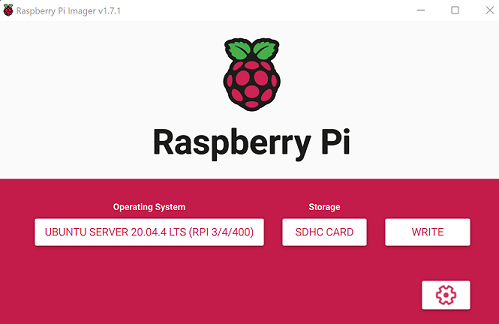 Raspberry Pi Imager v1.7.1
Raspberry Pi
Operating System
Storage
UBUNTU SERVER 20.04.4 LTS (RPI 3/4/400)
SDHC CARD
WRITE